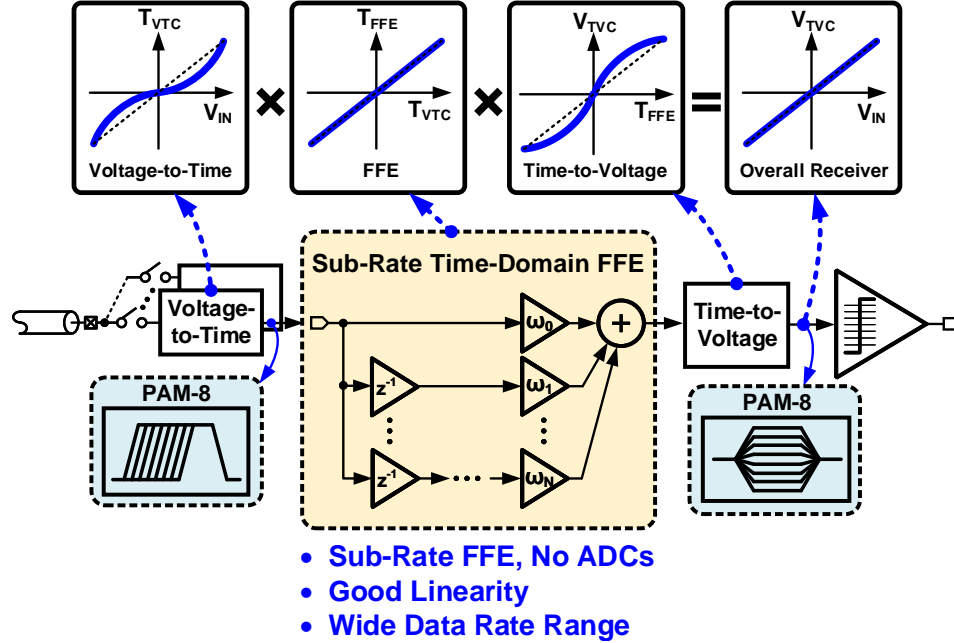 T_VTC
V_IN
Voltage-to-Time
×
T_FFE
T_VTC
FFE
×
V_TVC
T_FFE
Time-to-Voltage
=
V_TVC
V_IN
Overall Receiver
Voltage-
to-Time
Sub-Rate Time-Domain FFE
ω₀
+
z⁻¹
ω₁
z⁻¹
ω_N
Time-to-
Voltage
PAM-8
PAM-8
• Sub-Rate FFE, No ADCs
• Good Linearity
• Wide Data Rate Range